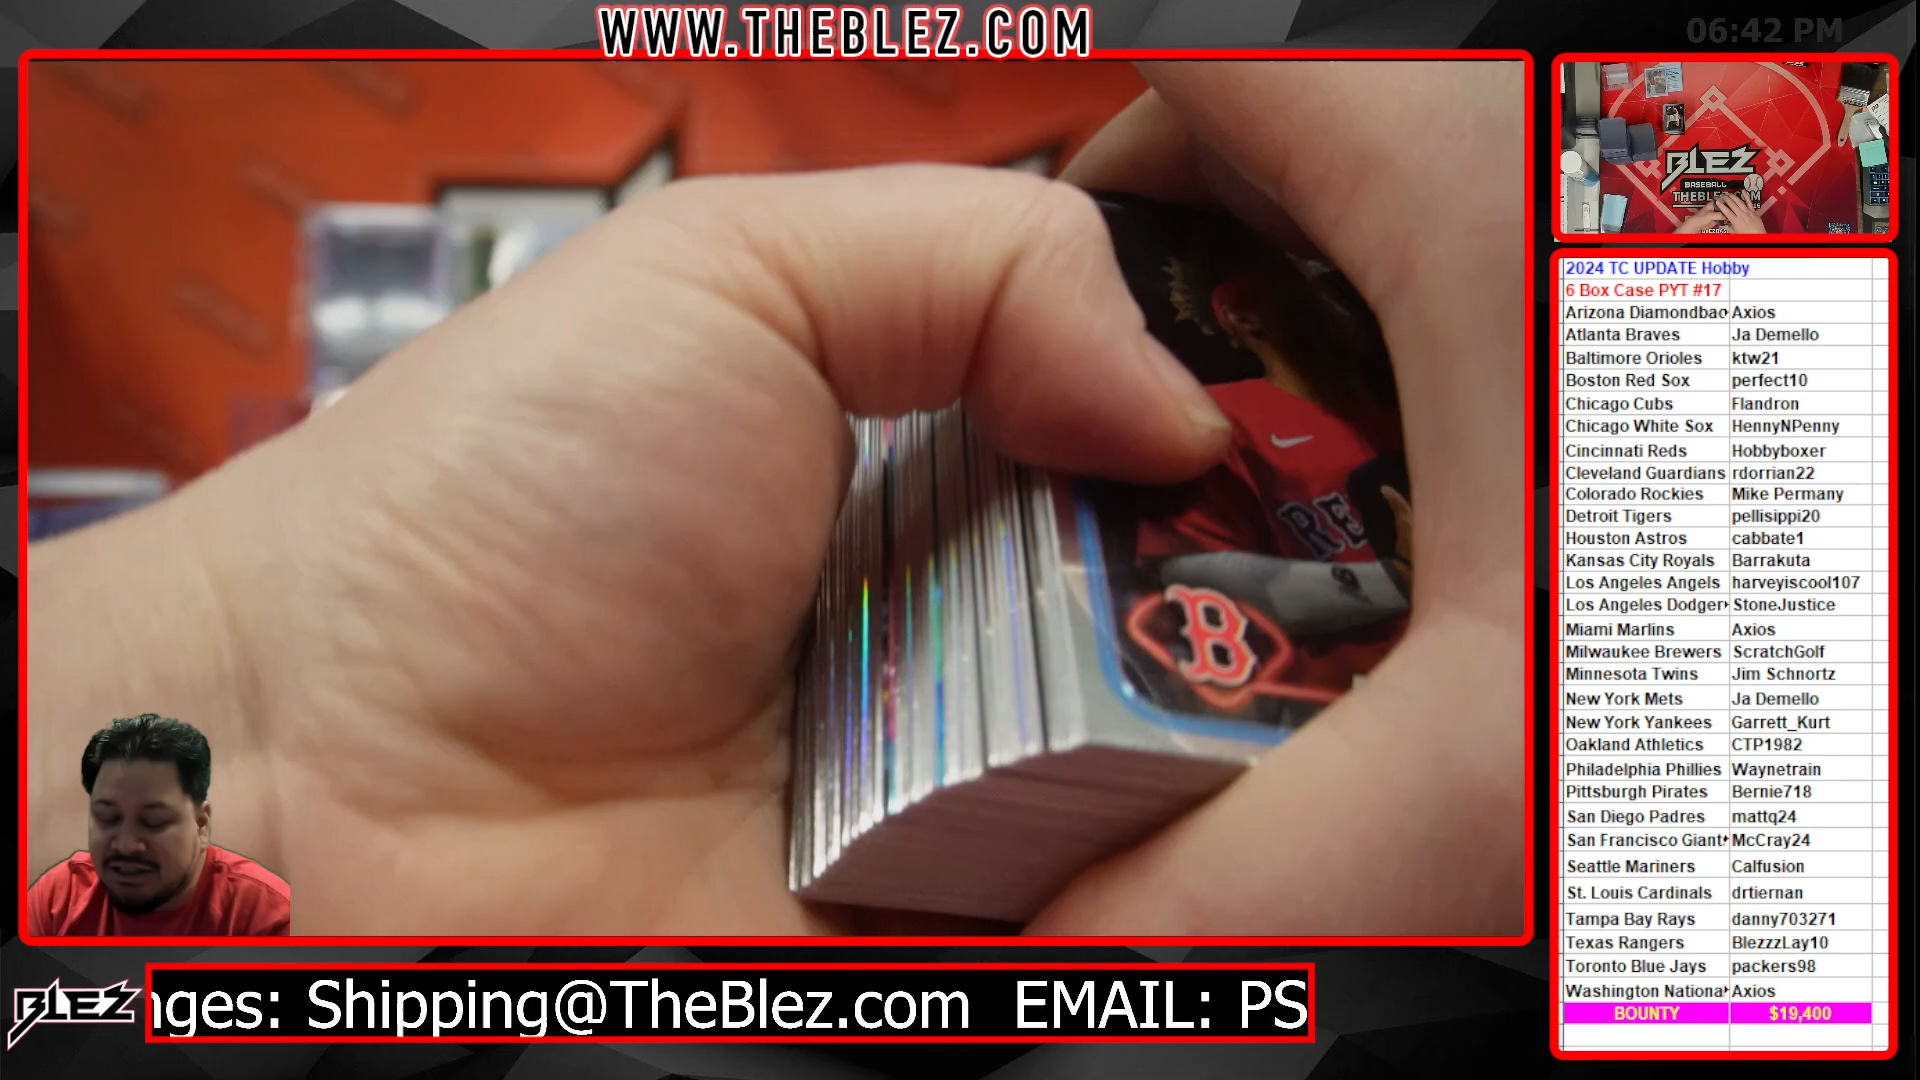 WWW.THEBLEZ.COM
06:42 PM
BLEZ
BASEBALL
RE
B
2024 TC UPDATE Hobby
6 Box Case PYT #17
Arizona Diamondbac Axios
Atlanta Braves Ja Demello
Baltimore Orioles ktw21
Boston Red Sox perfect10
Chicago Cubs Flandron
Chicago White Sox HennyNPenny
Cincinnati Reds Hobbyboxer
Cleveland Guardians rdorrian22
Colorado Rockies Mike Permany
Detroit Tigers pellisippi20
Houston Astros cabbate1
Kansas City Royals Barrakuta
Los Angeles Angels harveyiscool107
Los Angeles Dodger StoneJustice
Miami Marlins Axios
Milwaukee Brewers ScratchGolf
Minnesota Twins Jim Schnortz
New York Mets Ja Demello
New York Yankees Garrett_Kurt
Oakland Athletics CTP1982
Philadelphia Phillies Waynetrain
Pittsburgh Pirates Bernie718
San Diego Padres mattq24
San Francisco Giant McCray24
Seattle Mariners Calfusion
St. Louis Cardinals drtiernan
Tampa Bay Rays danny703271
Texas Rangers BlezzzLay10
Toronto Blue Jays packers98
Washington Nationa Axios
BOUNTY $19,400
BLEZ
nges: Shipping@TheBlez.com EMAIL: PS